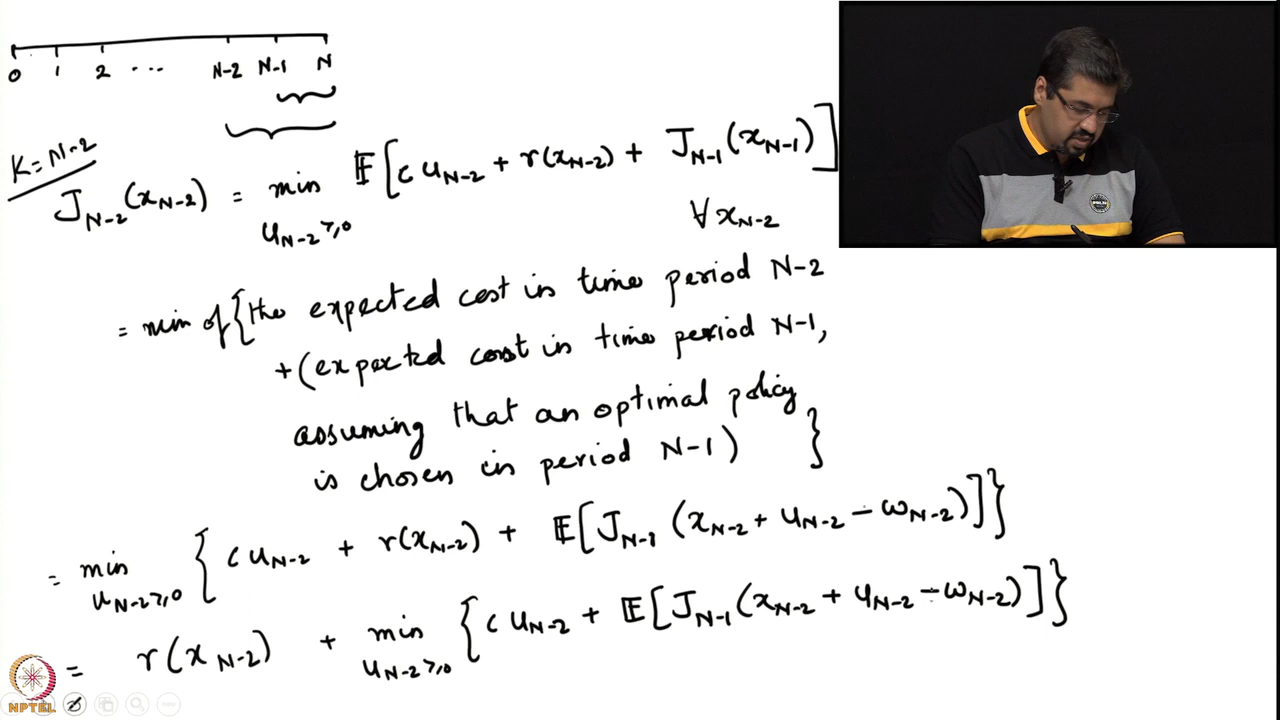 0 1 2 ... N-2 N-1 N
K=N-2
J_{N-2}(x_{N-2}) = min_{u_{N-2}≥0} 𝔼[c u_{N-2} + r(x_{N-2}) + J_{N-1}(x_{N-1})]
∀ x_{N-2}
= min of {the expected cost in time period N-2
+ (expected cost in time period N-1,
assuming that an optimal policy
is chosen in period N-1) }
= min_{u_{N-2}≥0} { c u_{N-2} + r(x_{N-2}) + 𝔼[J_{N-1} (x_{N-2} + u_{N-2} - ω_{N-2})]}
= r(x_{N-2}) + min_{u_{N-2}≥0} {c u_{N-2} + 𝔼[J_{N-1}(x_{N-2} + u_{N-2} - ω_{N-2})]}
NPTEL